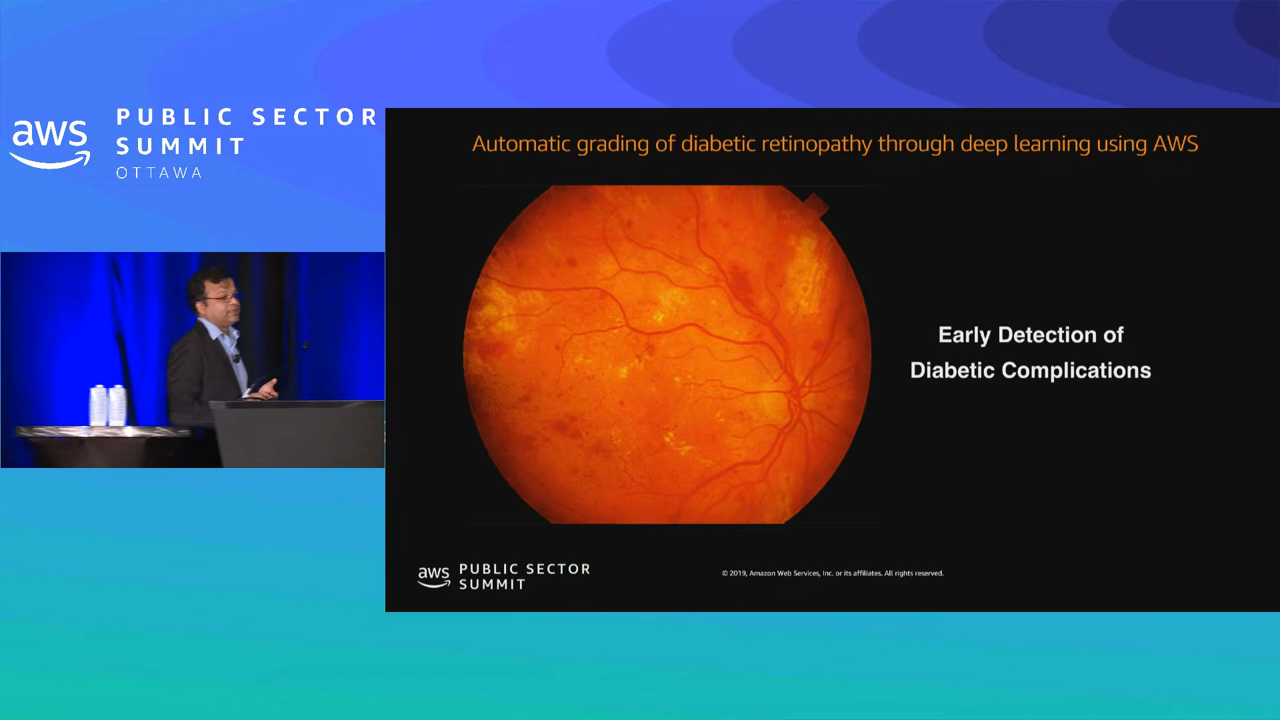 aws
PUBLIC SECTOR
SUMMIT
OTTAWA
Automatic grading of diabetic retinopathy through deep learning using AWS
Early Detection of
Diabetic Complications
aws
PUBLIC SECTOR
SUMMIT
© 2019, Amazon Web Services, Inc. or its affiliates. All rights reserved.